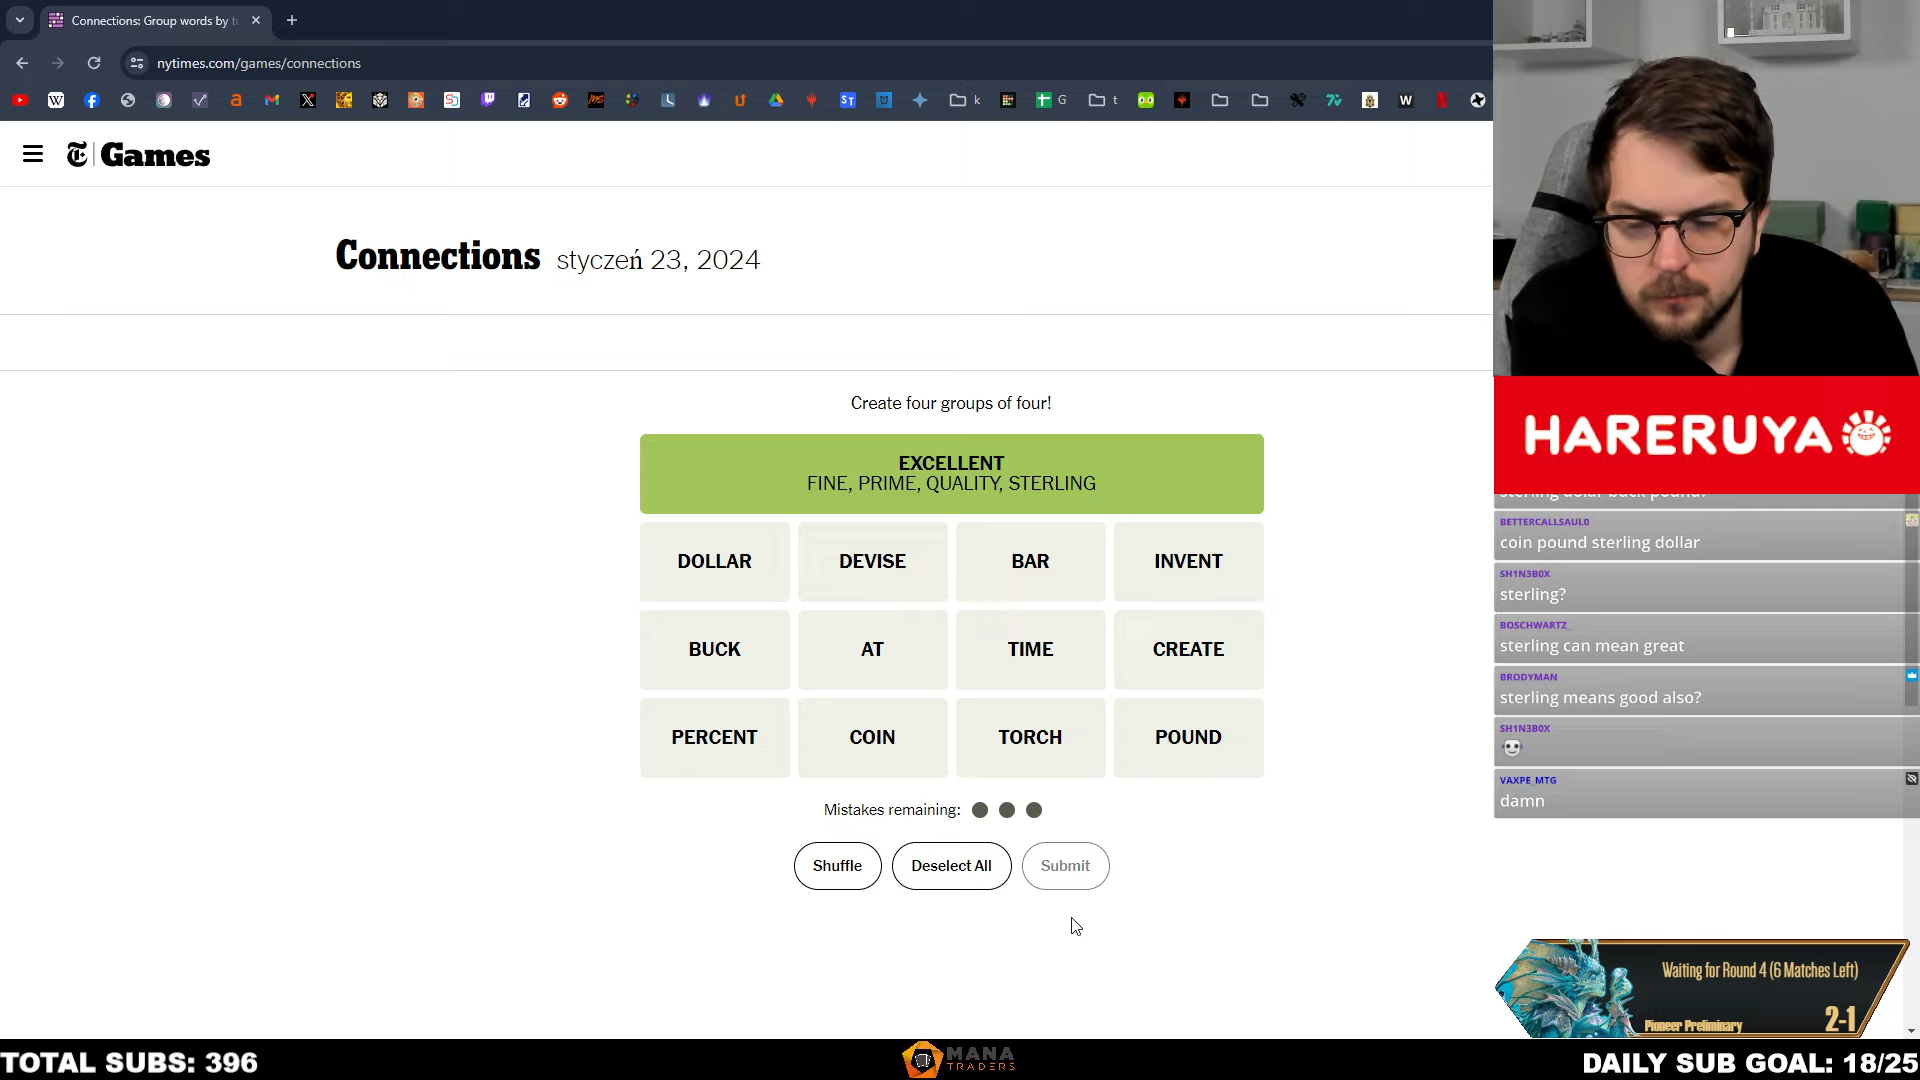 Connections: Group words by t
nytimes.com/games/connections
k
G
t
Games
Connections styczeń 23, 2024
Create four groups of four!
EXCELLENT
FINE, PRIME, QUALITY, STERLING
DOLLAR DEVISE BAR INVENT
BUCK AT TIME CREATE
PERCENT COIN TORCH POUND
Mistakes remaining:
Shuffle Deselect All Submit
HARERUYA
sterling dolar buck pound?
BETTERCALLSAUL0
coin pound sterling dollar
SH1N3B0X
sterling?
BOSCHWARTZ_
sterling can mean great
BRODYMAN
sterling means good also?
SH1N3B0X
VAXPE_MTG
damn
Waiting for Round 4 (6 Matches Left)
Pioneer Preliminary 2-1
TOTAL SUBS: 396
MANA
TRADERS
DAILY SUB GOAL: 18/25